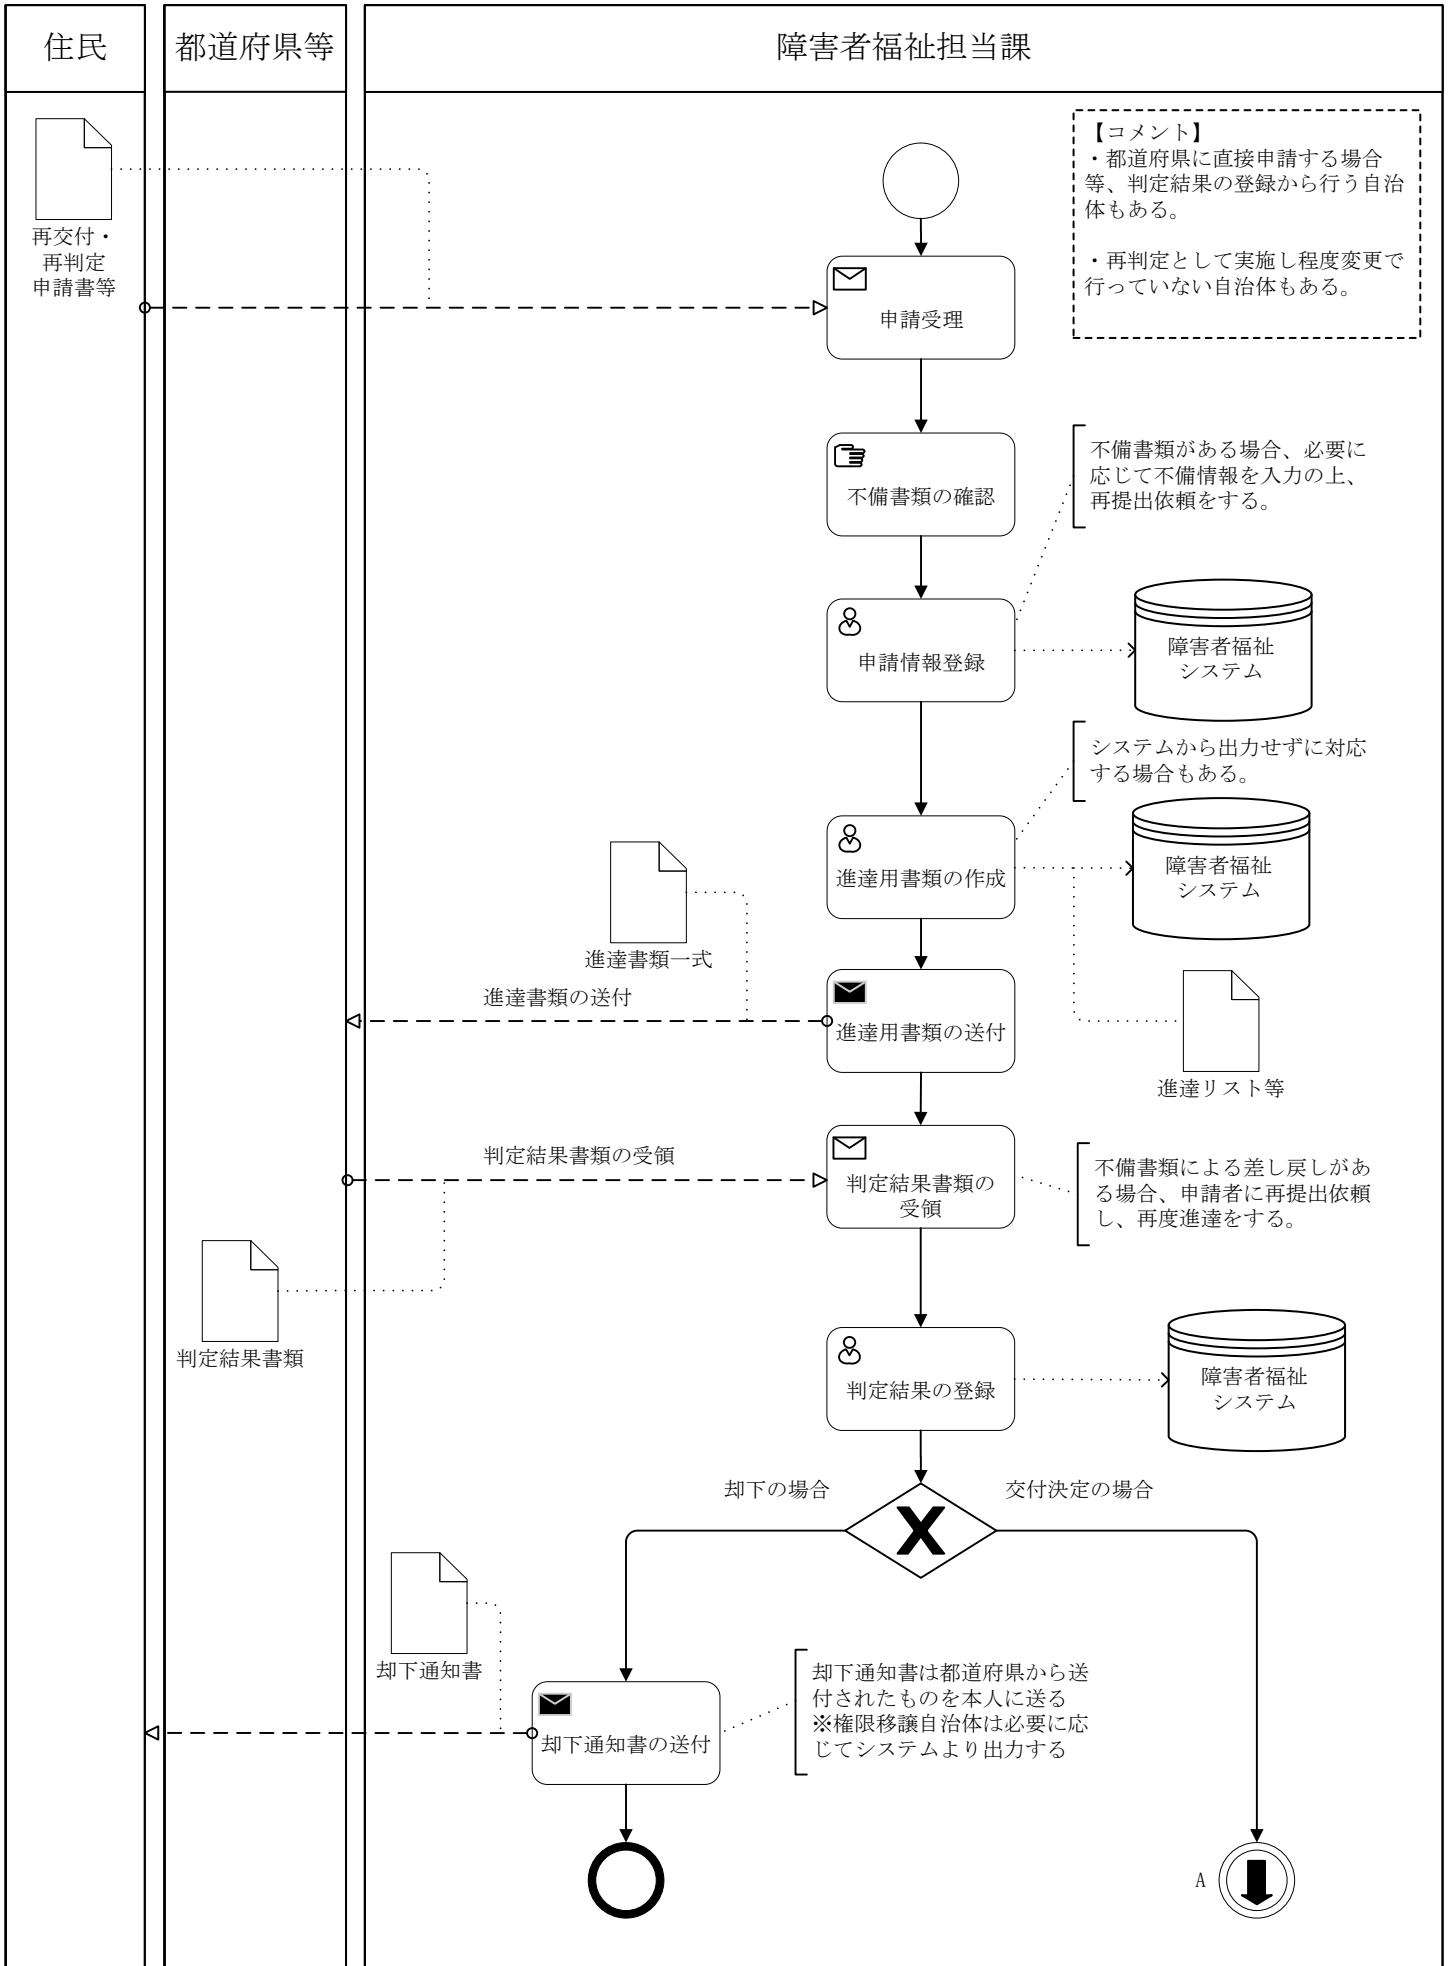 住民
都道府県等
障害者福祉担当課
【コメント】
・都道府県に直接申請する場合
等、判定結果の登録から行う自治
体もある。
・再判定として実施し程度変更で
行っていない自治体もある。
再交付・
再判定
申請書等
申請受理
不備書類の確認
不備書類がある場合、必要に
応じて不備情報を入力の上、
再提出依頼をする。
申請情報登録
障害者福祉
システム
システムから出力せずに対応
する場合もある。
進達用書類の作成
障害者福祉
システム
進達書類一式
進達書類の送付
進達用書類の送付
進達リスト等
判定結果書類の受領
判定結果書類の
受領
不備書類による差し戻しがあ
る場合、申請者に再提出依頼
し、再度進達をする。
判定結果書類
判定結果の登録
障害者福祉
システム
却下の場合
交付決定の場合
却下通知書
却下通知書の送付
却下通知書は都道府県から送
付されたものを本人に送る
※権限移譲自治体は必要に応
じてシステムより出力する
A